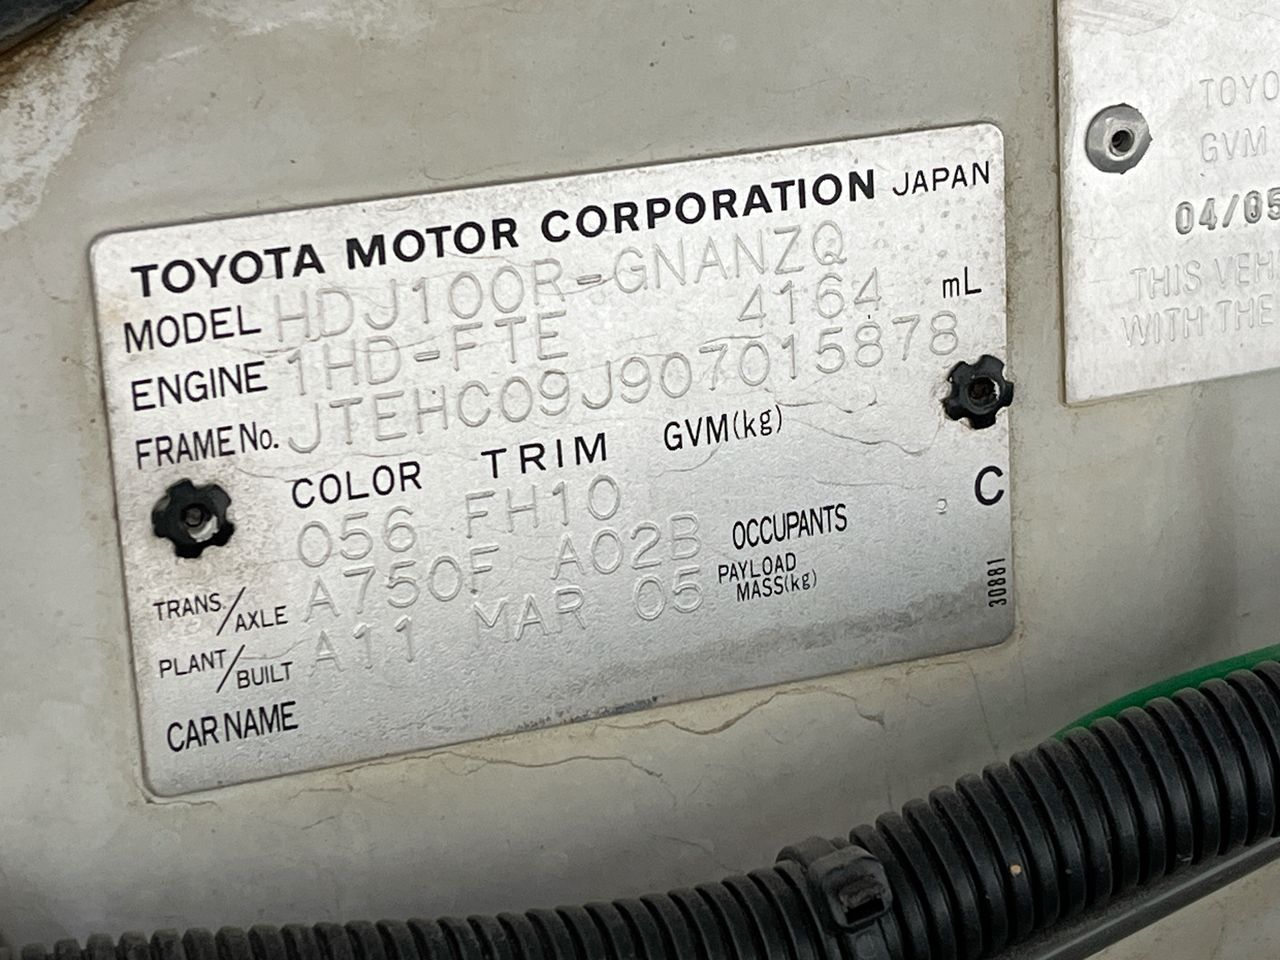 TOYOTA MOTOR CORPORATION JAPAN
MODEL HDJ100R-GNANZQ
ENGINE 1HD-FTE 4164 mL
FRAME No. JTEHC09J907015878
COLOR TRIM GVM(kg)
056 FH10
C
TRANS/AXLE A750F A02B OCCUPANTS
PLANT/BUILT A11 MAR 05 PAYLOAD MASS(kg)
CAR NAME
30881
TOYO
GVM
04/05
THIS VEH
WITH THE